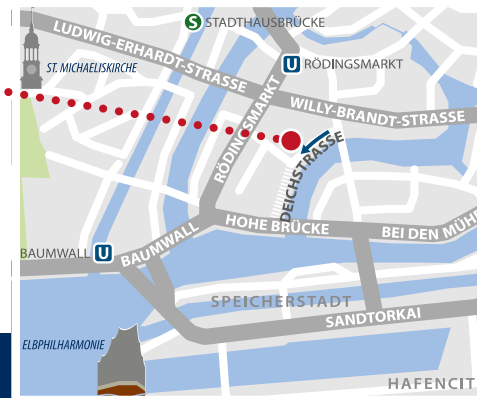 S STADTHAUSBRÜCKE
LUDWIG-ERHARDT-STRASSE
ST. MICHAELISKIRCHE
U RÖDINGSMARKT
WILLY-BRANDT-STRASSE
RÖDINGSMARKT
DEICHSTRASSE
HOHE BRÜCKE
BEI DEN MÜH
BAUMWALL U
BAUMWALL
SPEICHERSTADT
SANDTORKAI
ELBPHILHARMONIE
HAFENCIT